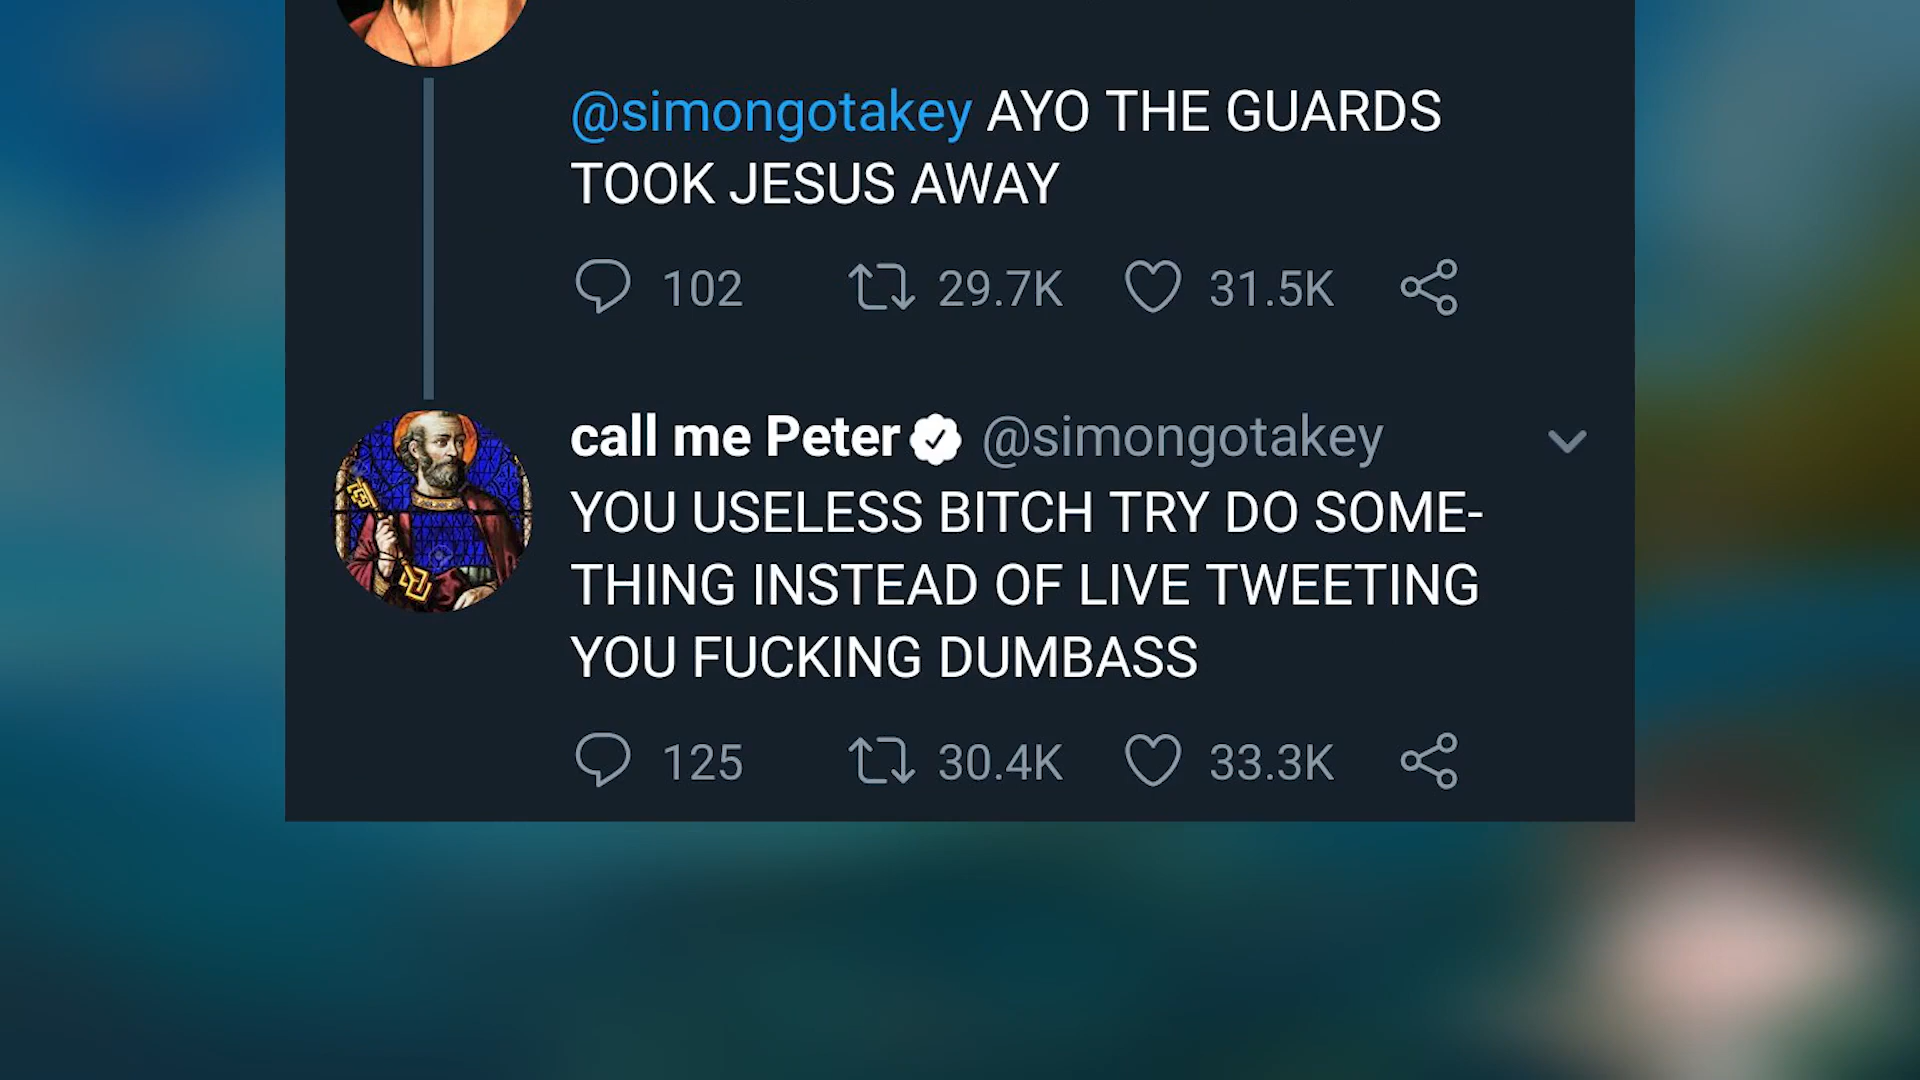 @simongotakey AYO THE GUARDS
TOOK JESUS AWAY
102 29.7K 31.5K
call me Peter @simongotakey
YOU USELESS BITCH TRY DO SOME-
THING INSTEAD OF LIVE TWEETING
YOU FUCKING DUMBASS
125 30.4K 33.3K